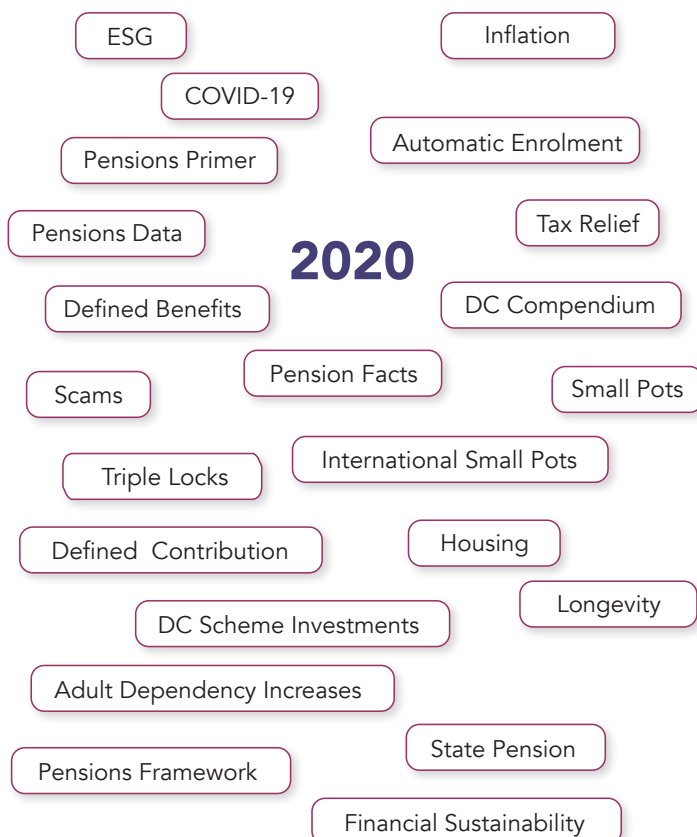 ESG
Inflation
COVID-19
Automatic Enrolment
Pensions Primer
Tax Relief
Pensions Data
2020
Defined Benefits
DC Compendium
Pension Facts
Small Pots
Scams
International Small Pots
Triple Locks
Housing
Defined Contribution
Longevity
DC Scheme Investments
Adult Dependency Increases
State Pension
Pensions Framework
Financial Sustainability